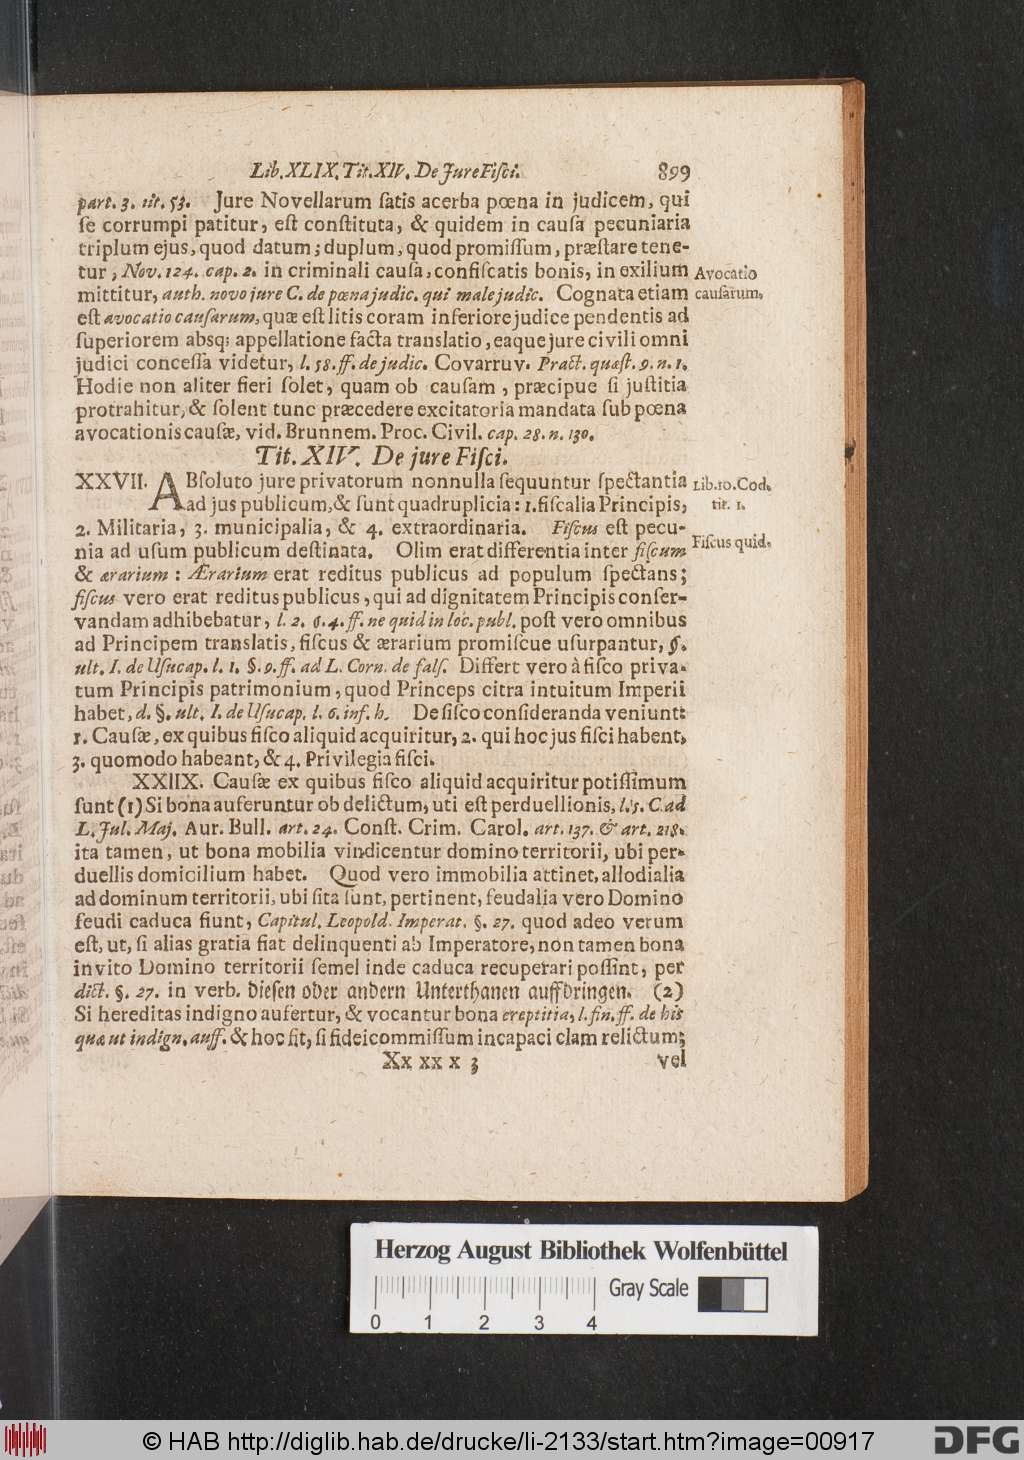 Lib. XLIX. Tit. XIV. De Jure Fisci. 899
part. 3. tit. 53. Jure Novellarum ſatis acerba pœna in judicem, qui
ſe corrumpi patitur, eſt conſtituta, & quidem in cauſa pecuniaria
triplum ejus, quod datum; duplum, quod promiſſum, præſtare tene-
tur, Nov. 124. cap. 2. in criminali cauſa, confiſcatis bonis, in exilium
mittitur, auth. novo jure C. de pœna judic. qui male judic. Cognata etiam
eſt avocatio cauſarum, quæ eſt litis coram inferiore judice pendentis ad
ſuperiorem absq; appellatione facta translatio, eaque jure civili omni
judici conceſſa videtur, l. 58. ff. de judic. Covarruv. Pract. quæſt. 9. n. 1.
Hodie non aliter fieri ſolet, quam ob cauſam, præcipue ſi juſtitia
protrahitur, & ſolent tunc præcedere excitatoria mandata ſub pœna
avocationis cauſæ, vid. Brunnem. Proc. Civil. cap. 28. n. 130.
Avocatio
cauſarum.
Tit. XIV. De jure Fiſci.
XXVII. ABſoluto jure privatorum nonnulla ſequuntur ſpectantia
ad jus publicum, & ſunt quadruplicia: 1. fiſcalia Principis,
2. Militaria, 3. municipalia, & 4. extraordinaria. Fiſcus eſt pecu-
nia ad uſum publicum deſtinata. Olim erat differentia inter fiſcum
& ærarium: Ærarium erat reditus publicus ad populum ſpectans;
fiſcus vero erat reditus publicus, qui ad dignitatem Principis conſer-
vandam adhibebatur, l. 2. §. 4. ff. ne quid in loc. publ. poſt vero omnibus
ad Principem translatis, fiſcus & ærarium promiſcue uſurpantur, §.
ult. I. de Uſucap. l. 1. §. 9. ff. ad L. Corn. de falſ. Differt vero à fiſco priva-
tum Principis patrimonium, quod Princeps citra intuitum Imperii
habet, d. §. ult. I. de Uſucap. l. 6. inf. h. De fiſco conſideranda veniunt:
1. Cauſæ, ex quibus fiſco aliquid acquiritur, 2. qui hoc jus fiſci habent,
3. quomodo habeant, & 4. Privilegia fiſci.
Lib. 10. Cod.
tit. 1.
Fiſcus quid.
XXIIX. Cauſæ ex quibus fiſco aliquid acquiritur potiſſimum
ſunt (1) Si bona auferuntur ob delictum, uti eſt perduellionis, l. 5. C. ad
L. Jul. Maj. Aur. Bull. art. 24. Conſt. Crim. Carol. art. 137. & art. 218.
ita tamen, ut bona mobilia vindicentur domino territorii, ubi per-
duellis domicilium habet. Quod vero immobilia attinet, allodialia
ad dominum territorii, ubi ſita ſunt, pertinent, feudalia vero Domino
feudi caduca fiunt, Capitul. Leopold. Imperat. §. 27. quod adeo verum
eſt, ut, ſi alias gratia fiat delinquenti ab Imperatore, non tamen bona
invito Domino territorii ſemel inde caduca recuperari poſſint, per
dict. §. 27. in verb. dieſen oder andern Unterthanen auffdringen. (2)
Si hereditas indigno aufertur, & vocantur bona ereptitia, l. fin. ff. de his
quæ ut indign. auff. & hoc fit, ſi fideicommiſſum incapaci clam relictum;
Xx xx x 3 vel
Herzog August Bibliothek Wolfenbüttel
Gray Scale
0 1 2 3 4
© HAB http://diglib.hab.de/drucke/li-2133/start.htm?image=00917
DFG